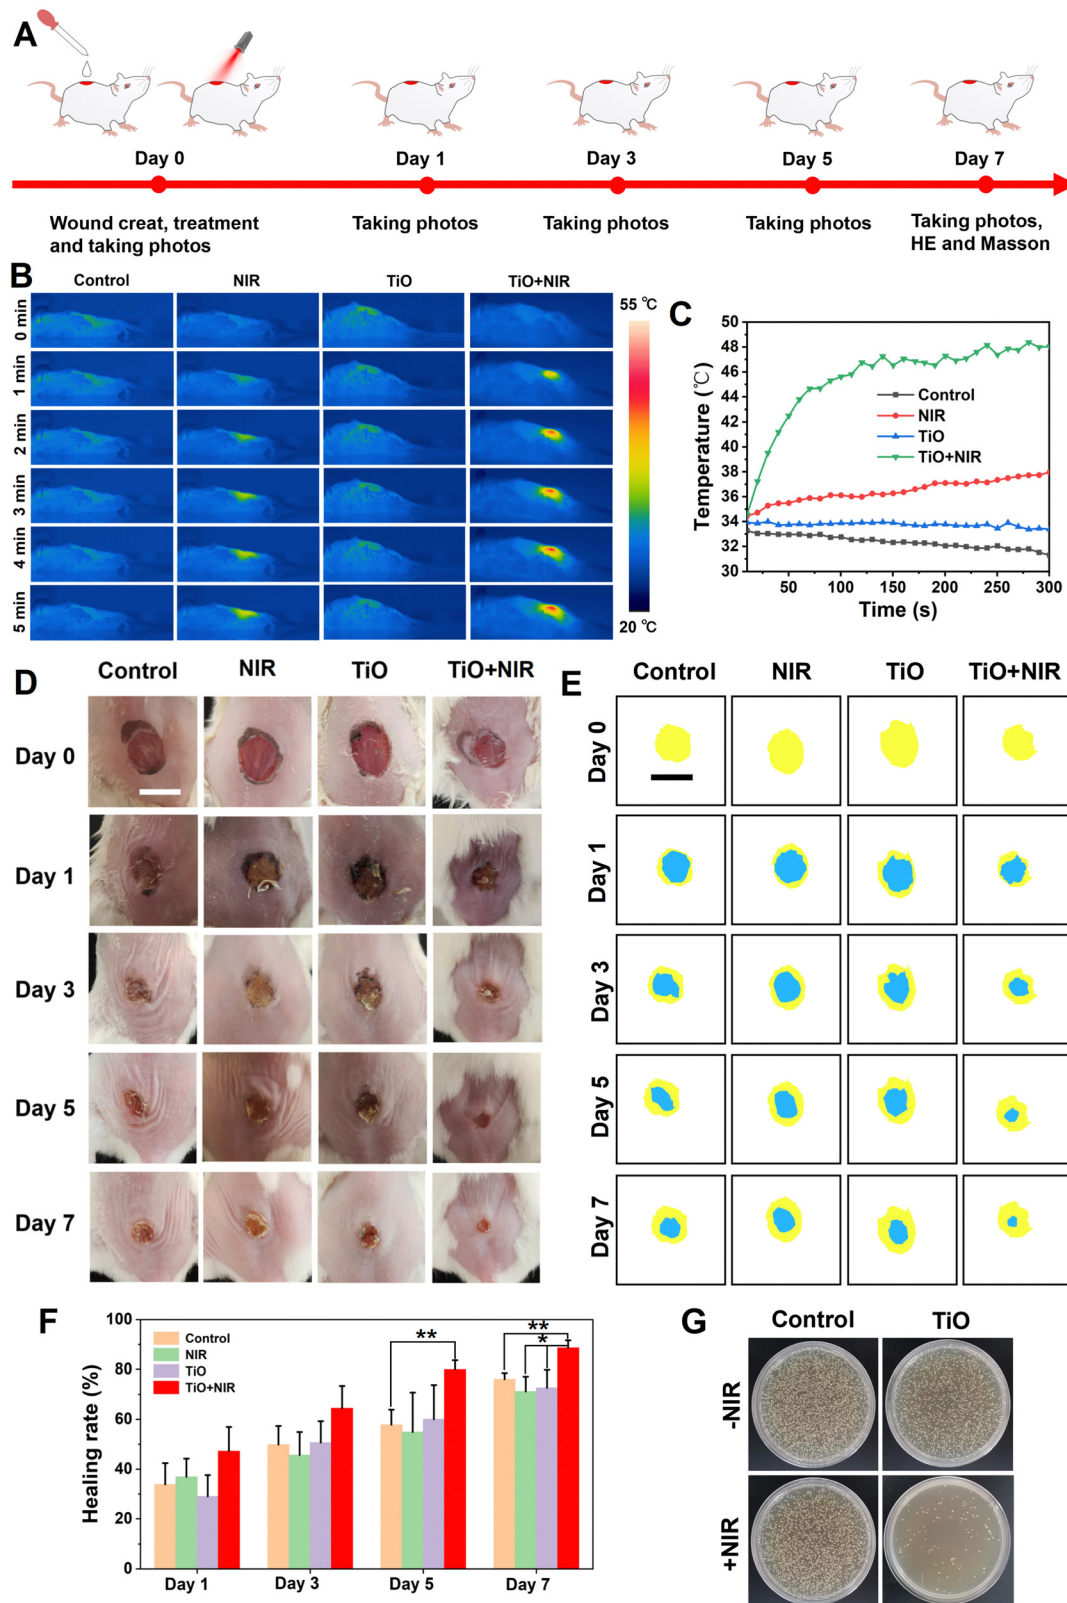 A
Day 0
Day 1
Day 3
Day 5
Day 7
Wound creat, treatment
and taking photos
Taking photos
Taking photos
Taking photos
Taking photos,
HE and Masson
B
Control
NIR
TiO
TiO+NIR
0 min
1 min
2 min
3 min
4 min
5 min
55 ℃
20 ℃
C
Temperature (℃)
50
48
46
44
42
40
38
36
34
32
30
Control
NIR
TiO
TiO+NIR
50
100
150
200
250
300
Time (s)
D
Control
NIR
TiO
TiO+NIR
Day 0
Day 1
Day 3
Day 5
Day 7
E
Control
NIR
TiO
TiO+NIR
Day 0
Day 1
Day 3
Day 5
Day 7
F
Healing rate (%)
100
80
60
40
20
0
Control
NIR
TiO
TiO+NIR
**
**
*
Day 1
Day 3
Day 5
Day 7
G
Control
TiO
-NIR
+NIR